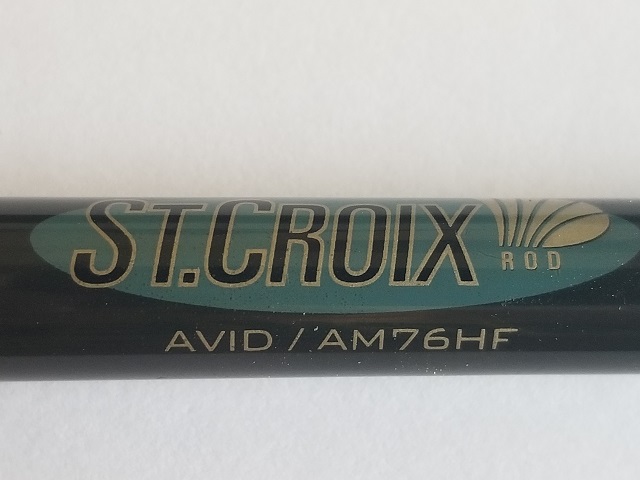 ST.CROIX
ROD
AVID / AM76HF